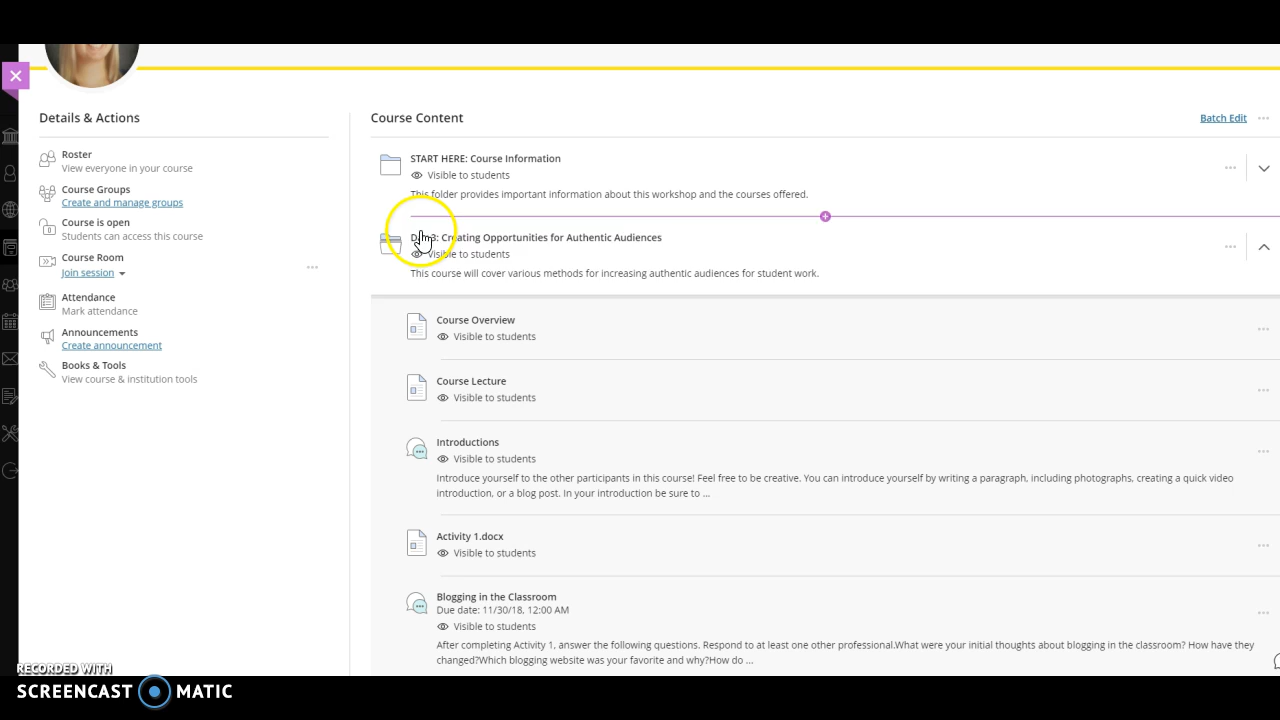 Details & Actions
Roster
View everyone in your course
Course Groups
Create and manage groups
Course is open
Students can access this course
Course Room
Join session
Attendance
Mark attendance
Announcements
Create announcement
Books & Tools
View course & institution tools
Course Content
Batch Edit
START HERE: Course Information
Visible to students
This folder provides important information about this workshop and the courses offered.
Creating Opportunities for Authentic Audiences
Visible to students
This course will cover various methods for increasing authentic audiences for student work.
Course Overview
Visible to students
Course Lecture
Visible to students
Introductions
Visible to students
Introduce yourself to the other participants in this course! Feel free to be creative. You can introduce yourself by writing a paragraph, including photographs, creating a quick video
introduction, or a blog post. In your introduction be sure to ...
Activity 1.docx
Visible to students
Blogging in the Classroom
Due date: 11/30/18, 12:00 AM
Visible to students
After completing Activity 1, answer the following questions. Respond to at least one other professional.What were your initial thoughts about blogging in the classroom? How have they
changed?Which blogging website was your favorite and why?How do ...
RECORDED WITH
SCREENCAST MATIC